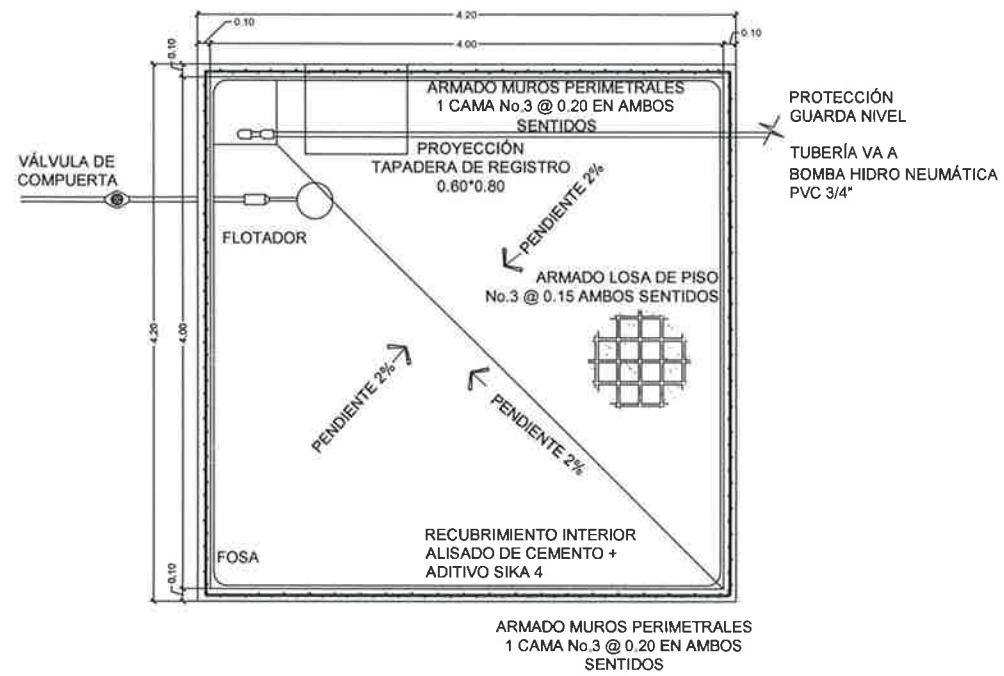 4.20
0.10
4.00
0.10
0.10
ARMADO MUROS PERIMETRALES
1 CAMA No.3 @ 0.20 EN AMBOS
SENTIDOS
PROTECCIÓN
GUARDA NIVEL
TUBERÍA VA A
BOMBA HIDRO NEUMÁTICA
PVC 3/4"
PROYECCIÓN
TAPADERA DE REGISTRO
0.60*0.80
VÁLVULA DE
COMPUERTA
FLOTADOR
PENDIENTE 2%
ARMADO LOSA DE PISO
No.3 @ 0.15 AMBOS SENTIDOS
4.20
4.00
PENDIENTE 2%
PENDIENTE 2%
RECUBRIMIENTO INTERIOR
ALISADO DE CEMENTO +
ADITIVO SIKA 4
FOSA
0.10
ARMADO MUROS PERIMETRALES
1 CAMA No.3 @ 0.20 EN AMBOS
SENTIDOS